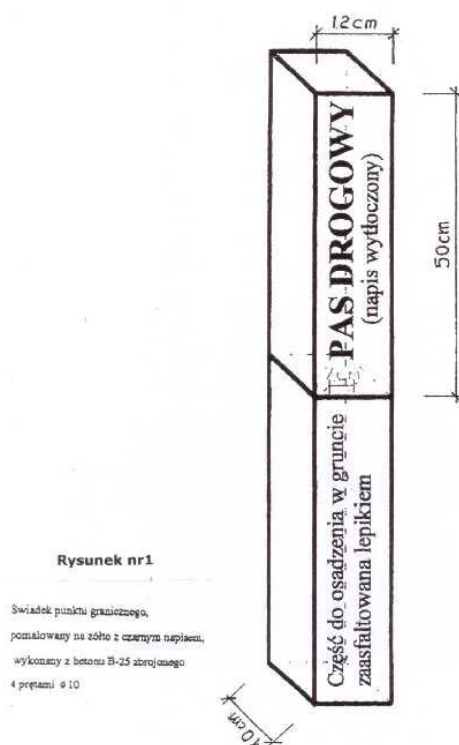 12cm
50cm
PAS DROGOWY
(napis wytłoczony)
Część do osadzenia w gruncie
zaasfaltowana lepikiem
10cm
Rysunek nr1
Świadek punktu granicznego,
pomalowany na żółto z czarnym napisem,
wykonany z betonu B-25 zbrojonego
4 prętami ø 10